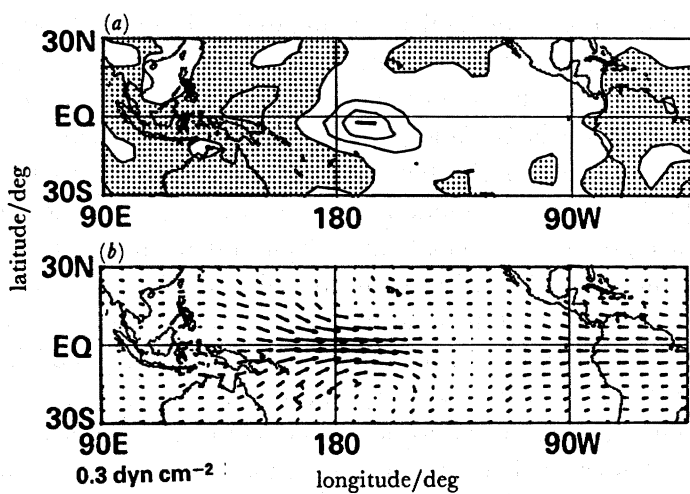 (a)
30N
EQ
30S
90E 180 90W
latitude/deg
(b)
30N
EQ
30S
90E 180 90W
0.3 dyn cm−2
longitude/deg